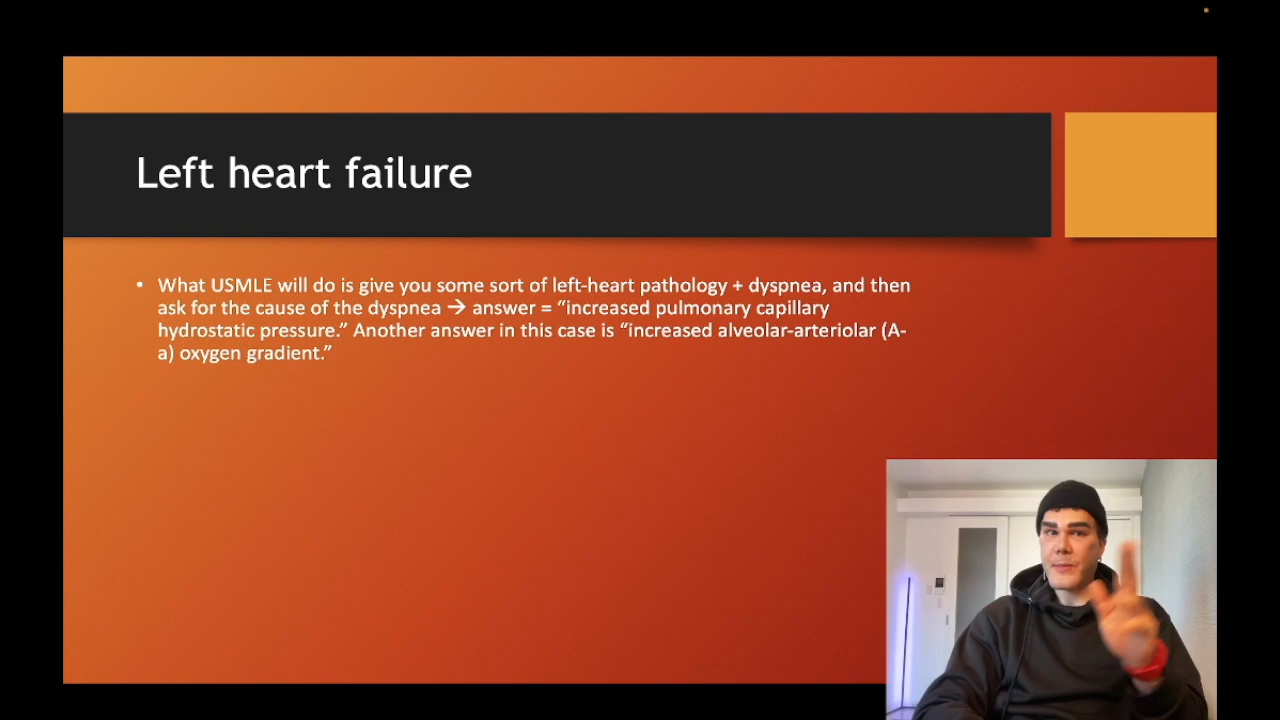 Left heart failure
• What USMLE will do is give you some sort of left-heart pathology + dyspnea, and then
ask for the cause of the dyspnea → answer = “increased pulmonary capillary
hydrostatic pressure.” Another answer in this case is “increased alveolar-arteriolar (A-
a) oxygen gradient.”